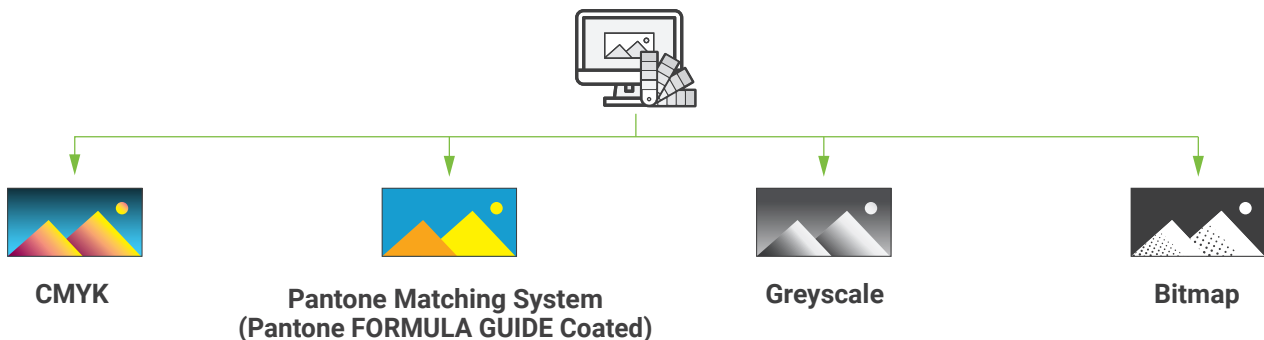 CMYK
Pantone Matching System
(Pantone FORMULA GUIDE Coated)
Greyscale
Bitmap